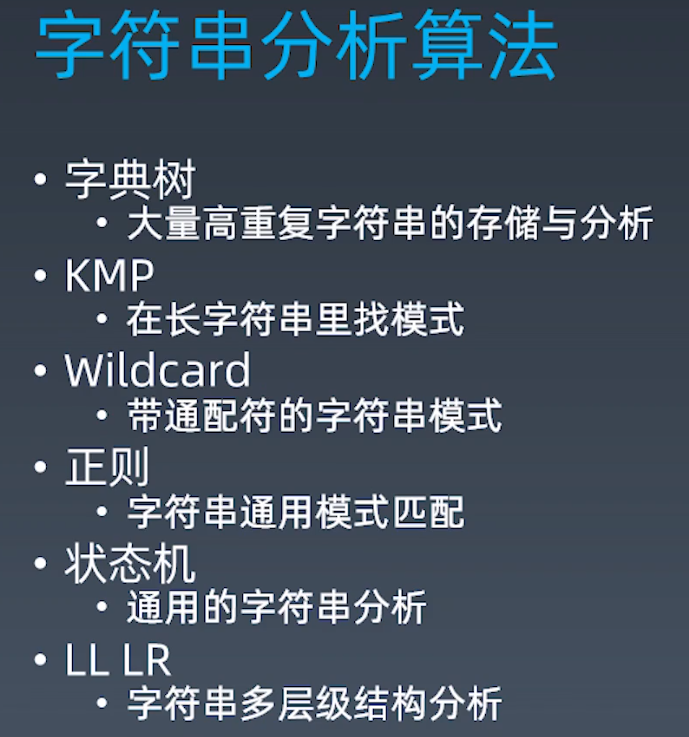 字符串分析算法
• 字典树
• 大量高重复字符串的存储与分析
• KMP
• 在长字符串里找模式
• Wildcard
• 带通配符的字符串模式
• 正则
• 字符串通用模式匹配
• 状态机
• 通用的字符串分析
• LL LR
• 字符串多层级结构分析